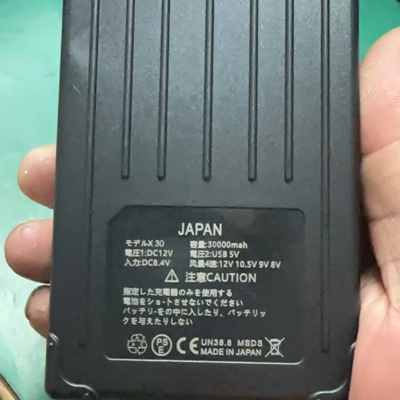 JAPAN
モデルX 30 容量:30000mah
電圧1:DC12V 電圧2:USB 5V
入力:DC8.4V 风量4挡:12V 10.5V 9V 8V
注意CAUTION
指定した充電器のみを使用する
電池をショートさせないでください
バッテリーをの中に入したり、バッテリック
を与えたりしない
PSE CE UN38.8 MSDS
MADE IN JAPAN